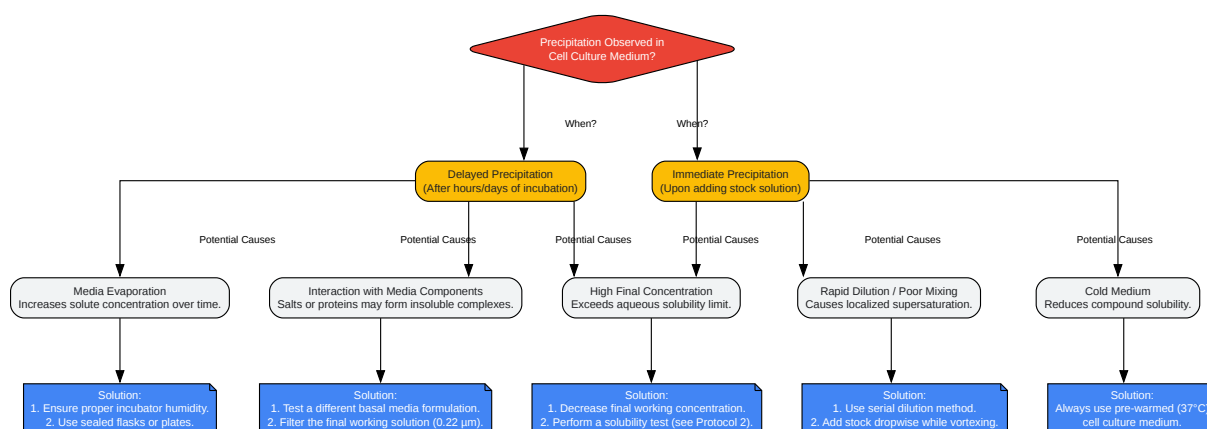 Precipitation Observed in
Cell Culture Medium?
When?
When?
Delayed Precipitation
(After hours/days of incubation)
Immediate Precipitation
(Upon adding stock solution)
Potential Causes
Potential Causes
Potential Causes
Potential Causes
Potential Causes
Potential Causes
Media Evaporation
Increases solute concentration over time.
Interaction with Media Components
Salts or proteins may form insoluble complexes.
High Final Concentration
Exceeds aqueous solubility limit.
Rapid Dilution / Poor Mixing
Causes localized supersaturation.
Cold Medium
Reduces compound solubility.
Solution:
1. Ensure proper incubator humidity.
2. Use sealed flasks or plates.
Solution:
1. Test a different basal media formulation.
2. Filter the final working solution (0.22 µm).
Solution:
1. Decrease final working concentration.
2. Perform a solubility test (see Protocol 2).
Solution:
1. Use serial dilution method.
2. Add stock dropwise while vortexing.
Solution:
Always use pre-warmed (37°C)
cell culture medium.